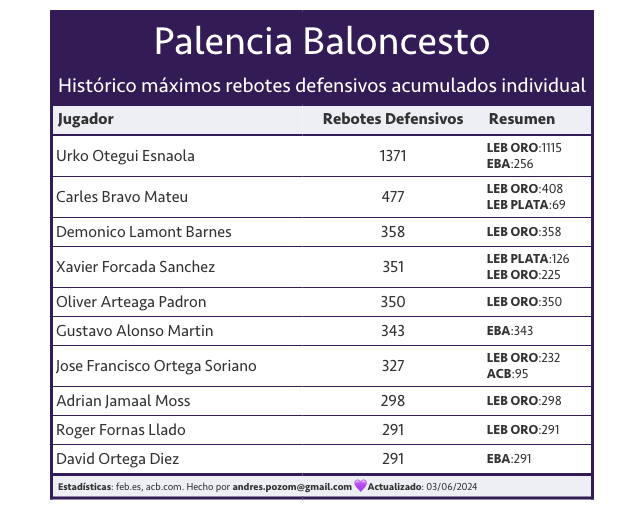 Palencia Baloncesto
Histórico máximos rebotes defensivos acumulados individual
Jugador Rebotes Defensivos Resumen
Urko Otegui Esnaola 1371 LEB ORO:1115
EBA:256
Carles Bravo Mateu 477 LEB ORO:408
LEB PLATA:69
Demonico Lamont Barnes 358 LEB ORO:358
Xavier Forcada Sanchez 351 LEB PLATA:126
LEB ORO:225
Oliver Arteaga Padron 350 LEB ORO:350
Gustavo Alonso Martin 343 EBA:343
Jose Francisco Ortega Soriano 327 LEB ORO:232
ACB:95
Adrian Jamaal Moss 298 LEB ORO:298
Roger Fornas Llado 291 LEB ORO:291
David Ortega Diez 291 EBA:291
Estadísticas: feb.es, acb.com. Hecho por andres.pozom@gmail.com 💜Actualizado: 03/06/2024